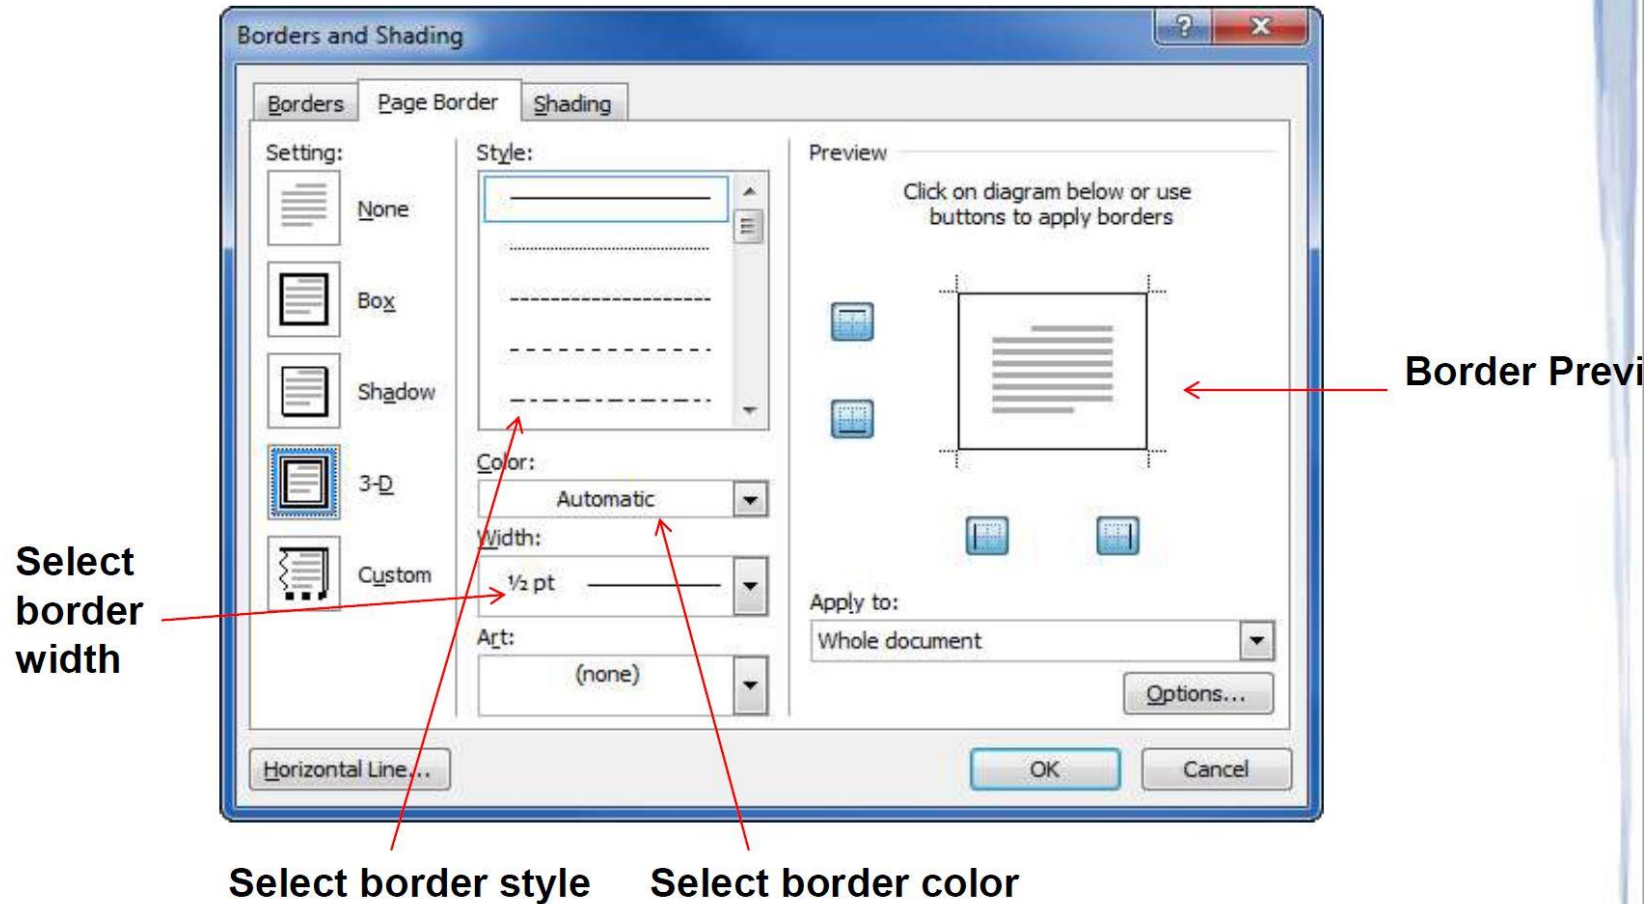 Borders and Shading
Borders
Page Border
Shading
Setting:
None
Box
Shadow
3-D
Custom
Style:
Color:
Automatic
Width:
½ pt
Art:
(none)
Preview
Click on diagram below or use
buttons to apply borders
Apply to:
Whole document
Options...
Horizontal Line...
OK
Cancel
Select
border
width
Border Previ
Select border style
Select border color